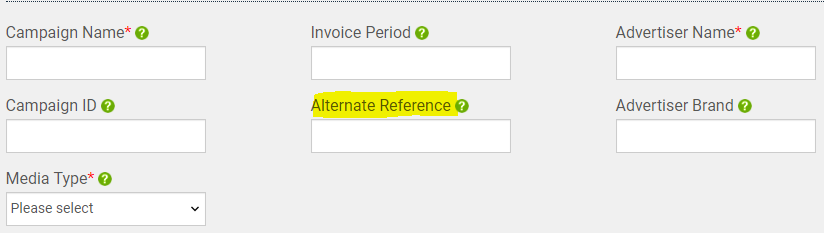 Campaign Name* ?
Invoice Period ?
Advertiser Name* ?
Campaign ID ?
Alternate Reference ?
Advertiser Brand ?
Media Type* ?
Please select